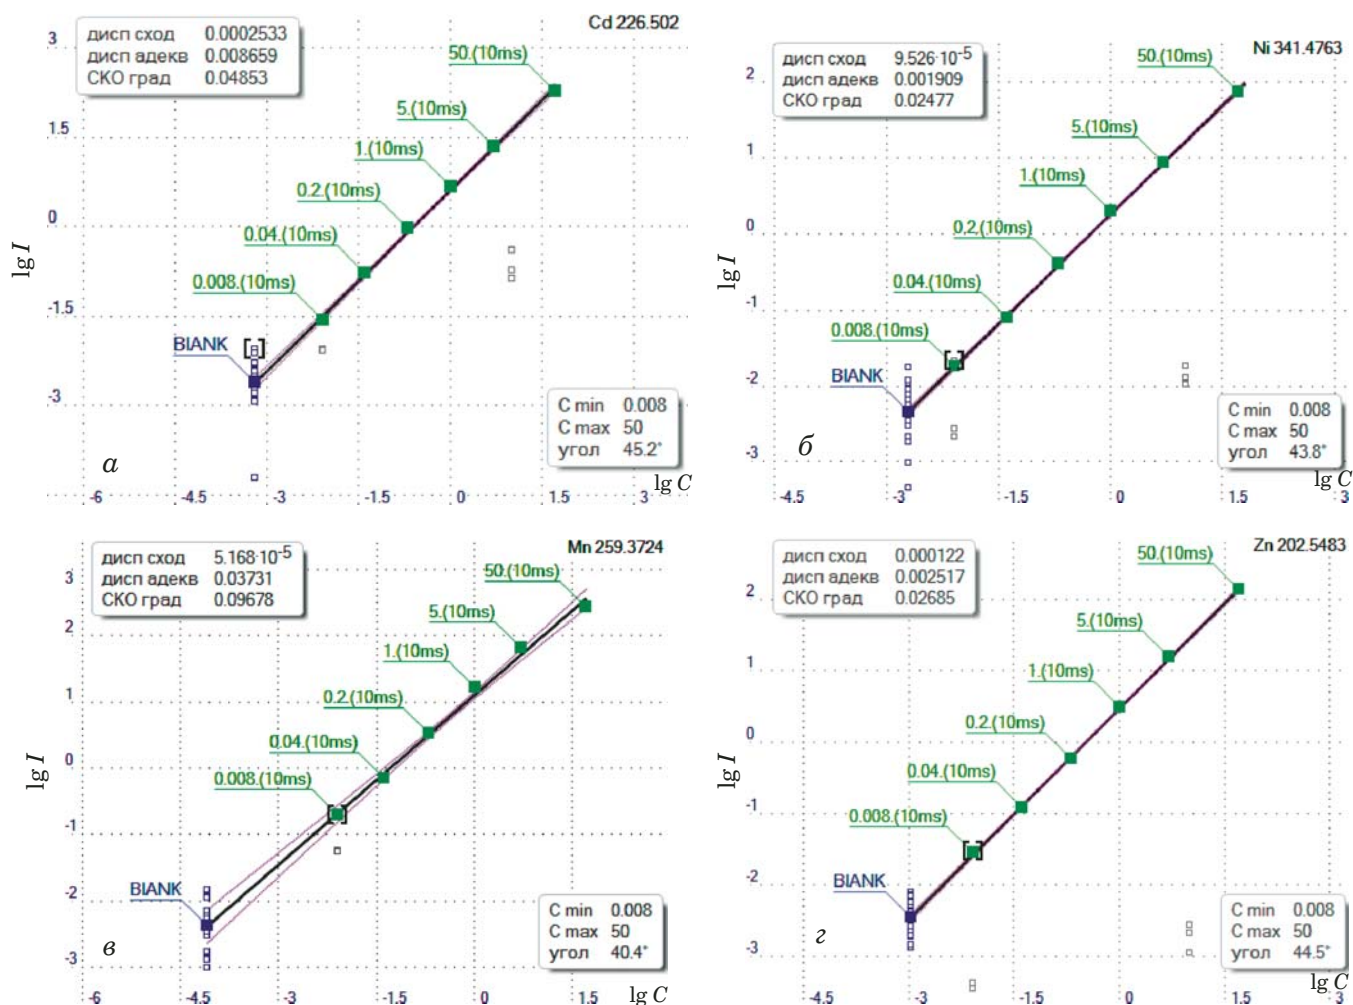 Cd 226.502
дисп сход 0.0002533
дисп адекв 0.008659
СКО град 0.04853
3
1.5
0
-1.5
-3
lg I
50.(10ms)
5.(10ms)
1.(10ms)
0.2.(10ms)
0.04.(10ms)
0.008.(10ms)
BIANK
C min 0.008
C max 50
угол 45.2°
а
-6 -4.5 -3 -1.5 0 1.5 3
lg C
Ni 341.4763
дисп сход 9.526·10-5
дисп адекв 0.001909
СКО град 0.02477
2
1
0
-1
-2
-3
lg I
50.(10ms)
5.(10ms)
1.(10ms)
0.2.(10ms)
0.04.(10ms)
0.008.(10ms)
BIANK
C min 0.008
C max 50
угол 43.8°
б
-4.5 -3 -1.5 0 1.5 3
lg C
Mn 259.3724
дисп сход 5.168·10-5
дисп адекв 0.03731
СКО град 0.09678
3
2
1
0
-1
-2
-3
lg I
50.(10ms)
5.(10ms)
1.(10ms)
0.2.(10ms)
0.04.(10ms)
0.008.(10ms)
BIANK
C min 0.008
C max 50
угол 40.4°
в
-6 -4.5 -3 -1.5 0 1.5
lg C
Zn 202.5483
дисп сход 0.000122
дисп адекв 0.002517
СКО град 0.02685
2
1
0
-1
-2
-3
lg I
50.(10ms)
5.(10ms)
1.(10ms)
0.2.(10ms)
0.04.(10ms)
0.008.(10ms)
BIANK
C min 0.008
C max 50
угол 44.5°
г
-4.5 -3 -1.5 0 1.5 3
lg C